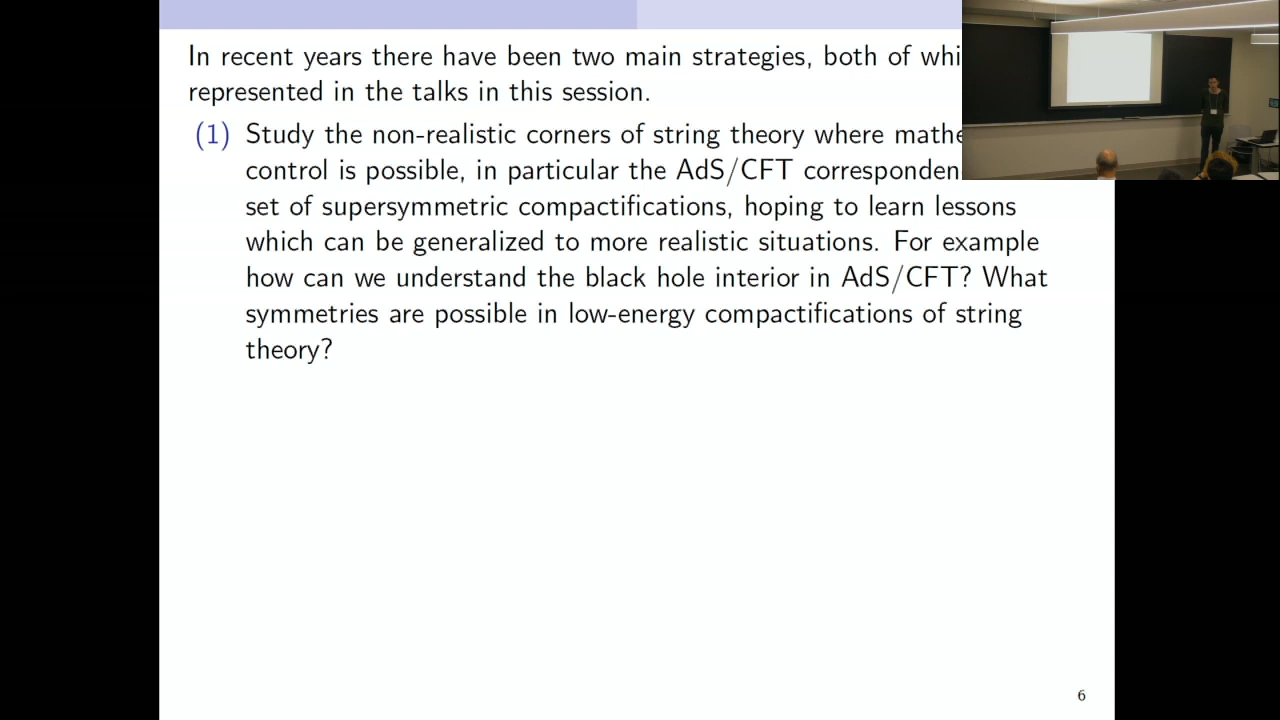 In recent years there have been two main strategies, both of
represented in the talks in this session.
(1) Study the non-realistic corners of string theory where
control is possible, in particular the AdS/CFT
set of supersymmetric compactifications, hoping to learn lessons
which can be generalized to more realistic situations. For example
how can we understand the black hole interior in AdS/CFT? What
symmetries are possible in low-energy compactifications of string
theory?
6